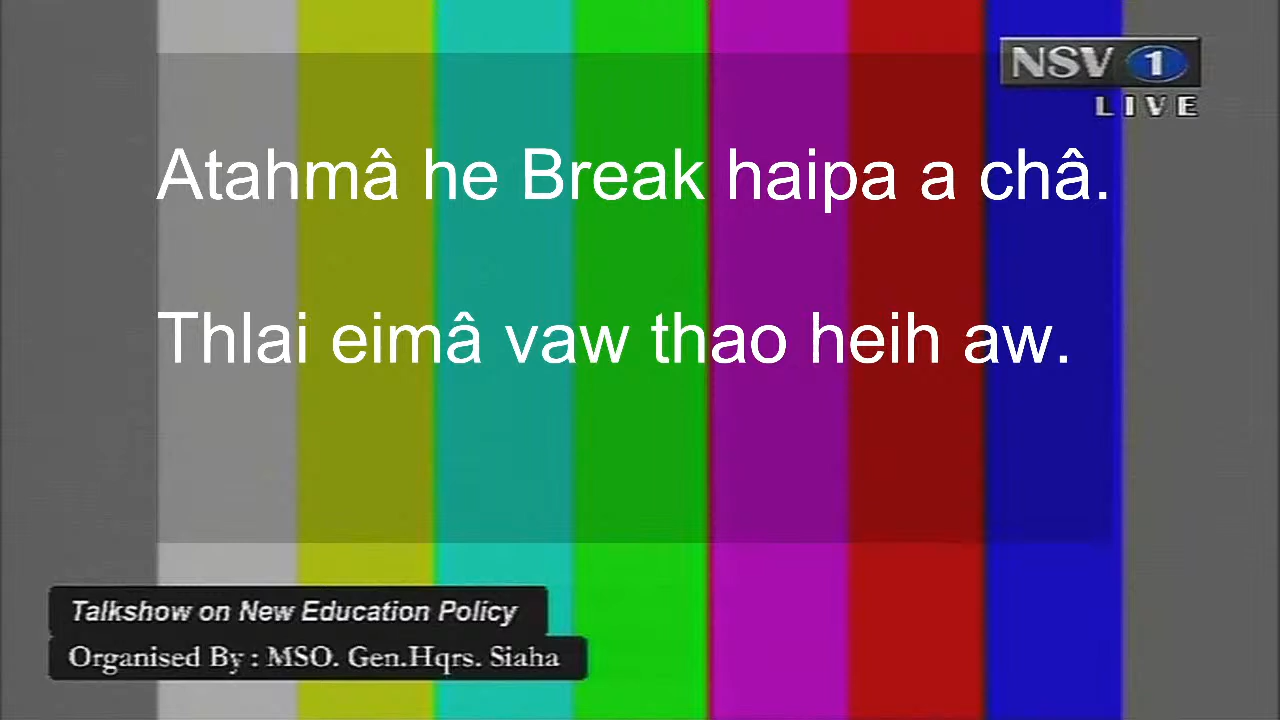 NSV 1
LIVE
Atahmâ he Break haipa a châ.
Thlai eimâ vaw thao heih aw.
Talkshow on New Education Policy
Organised By : MSO. Gen.Hqrs. Siaha